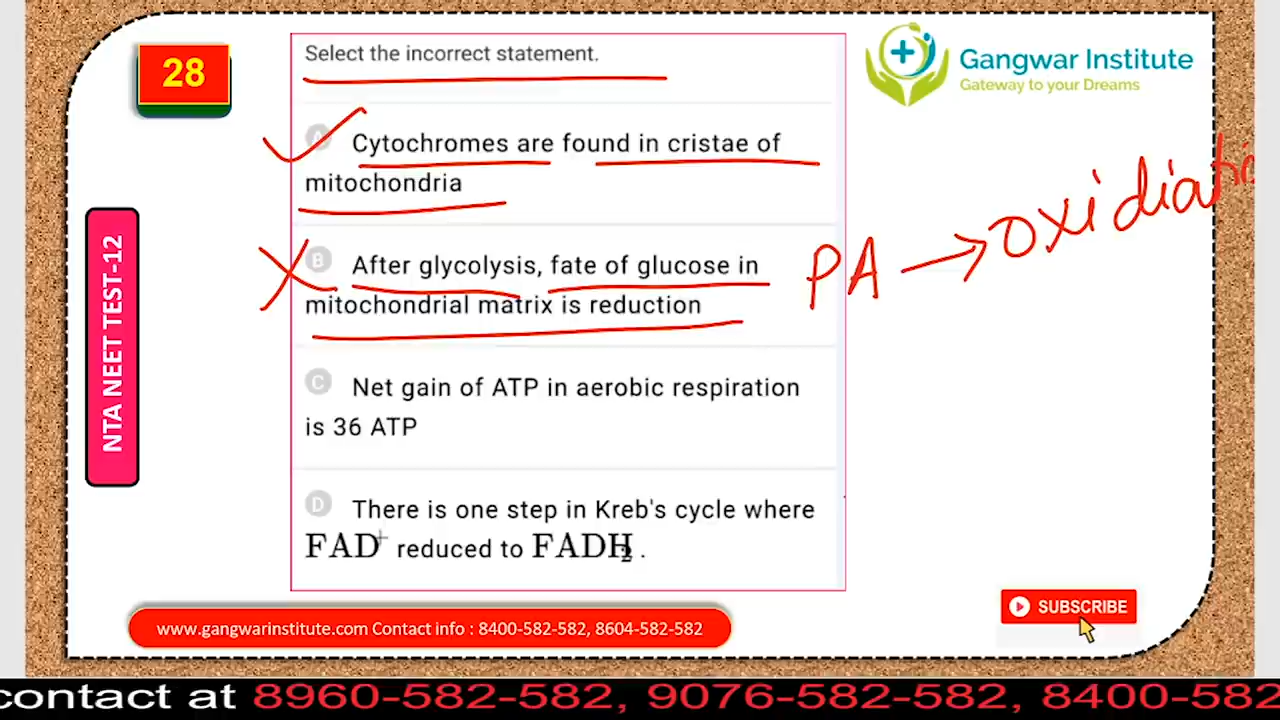 28
Select the incorrect statement.
Gangwar Institute
Gateway to your Dreams
A Cytochromes are found in cristae of
mitochondria
B After glycolysis, fate of glucose in
mitochondrial matrix is reduction
PA → oxidiatio
C Net gain of ATP in aerobic respiration
is 36 ATP
D There is one step in Kreb's cycle where
FAD⁺ reduced to FADH₂ .
NTA NEET TEST-12
SUBSCRIBE
www.gangwarinstitute.com Contact info : 8400-582-582, 8604-582-582
contact at 8960-582-582, 9076-582-582, 8400-582